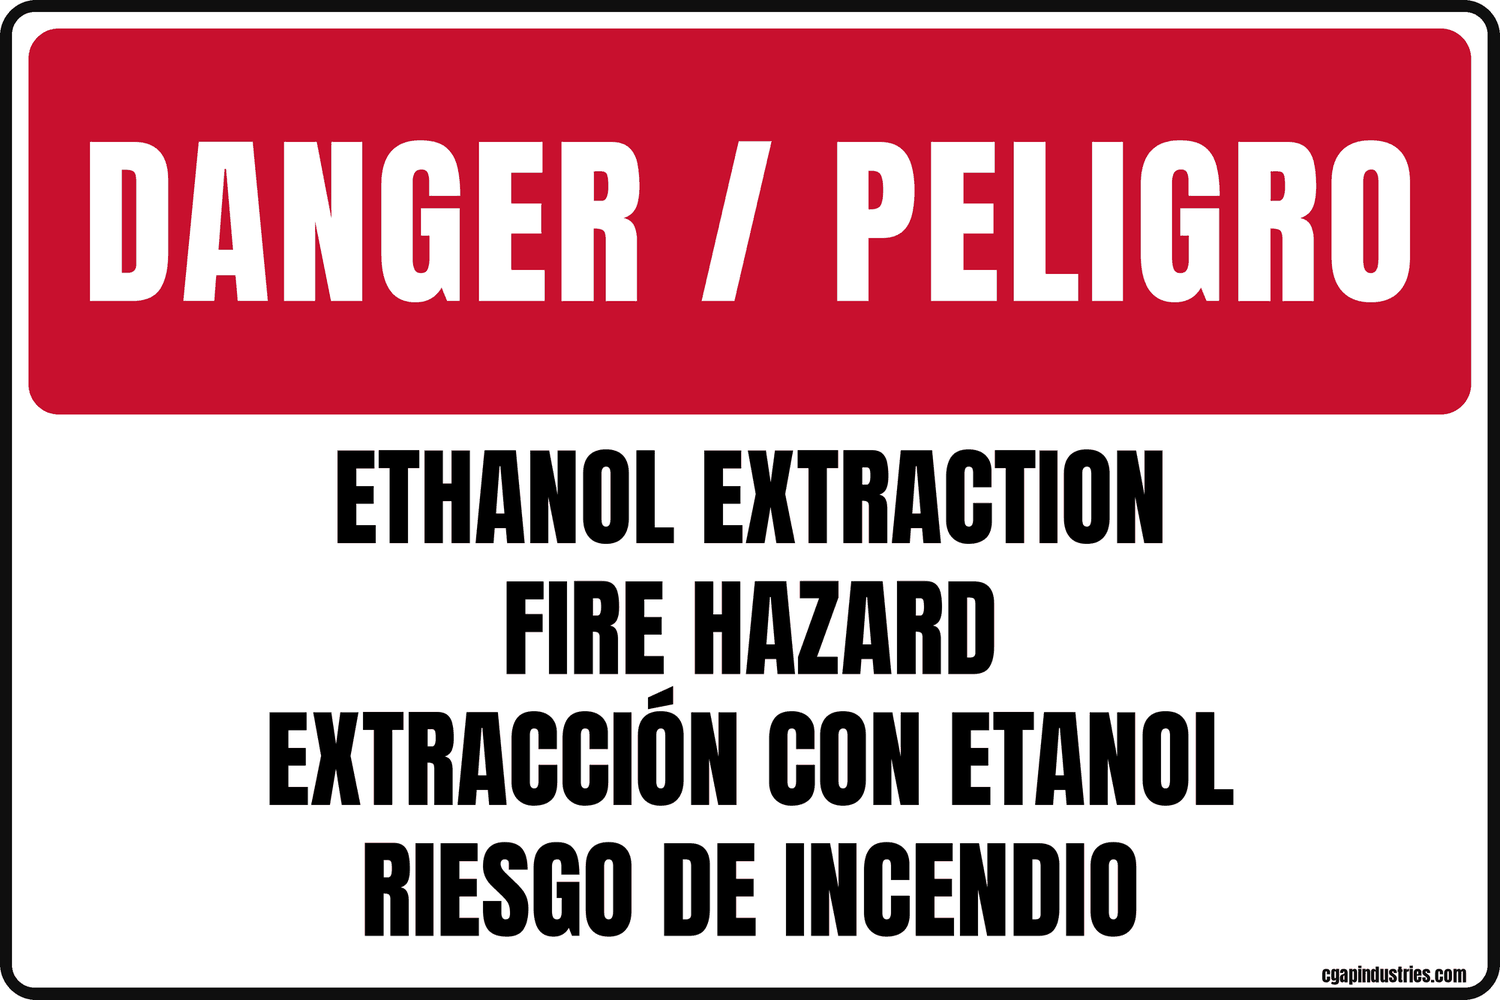 DANGER / PELIGRO
ETHANOL EXTRACTION
FIRE HAZARD
EXTRACCIÓN CON ETANOL
RIESGO DE INCENDIO
cgapindustries.com